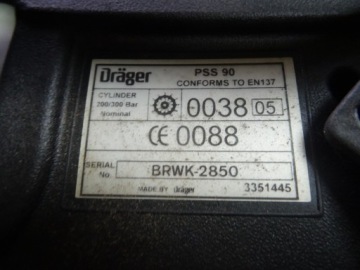 Dräger
PSS 90
CONFORMS TO EN137
CYLINDER
200/300 Bar
Nominal
0038 05
CE 0088
SERIAL
No.
BRWK-2850
MADE BY dräger
3351445